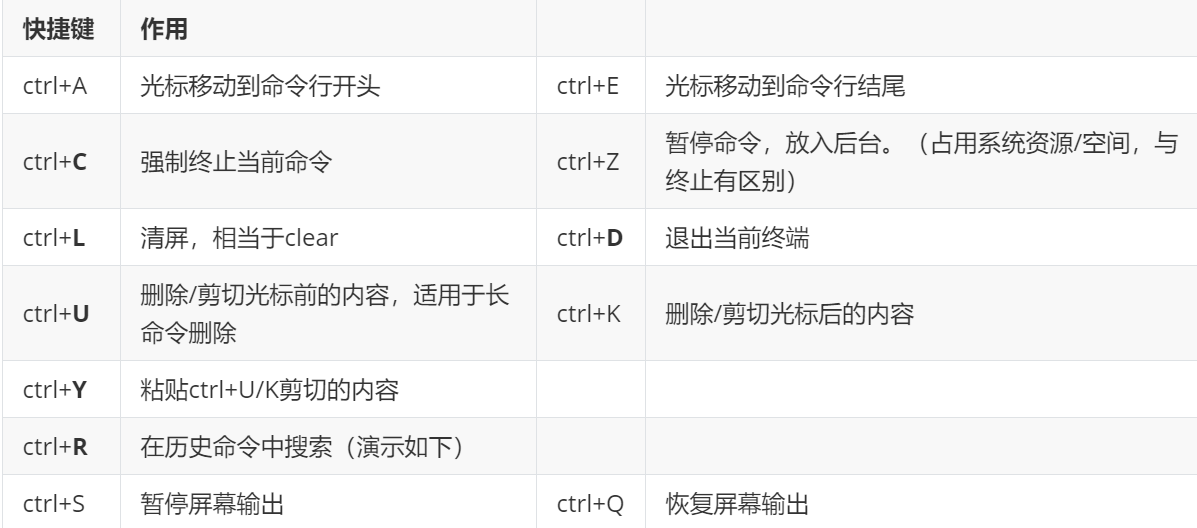 快捷键 作用
ctrl+A 光标移动到命令行开头 ctrl+E 光标移动到命令行结尾
ctrl+C 强制终止当前命令 ctrl+Z 暂停命令，放入后台。（占用系统资源/空间，与
终止有区别）
ctrl+L 清屏，相当于clear ctrl+D 退出当前终端
ctrl+U 删除/剪切光标前的内容，适用于长
命令删除
ctrl+K 删除/剪切光标后的内容
ctrl+Y 粘贴ctrl+U/K剪切的内容
ctrl+R 在历史命令中搜索（演示如下）
ctrl+S 暂停屏幕输出 ctrl+Q 恢复屏幕输出